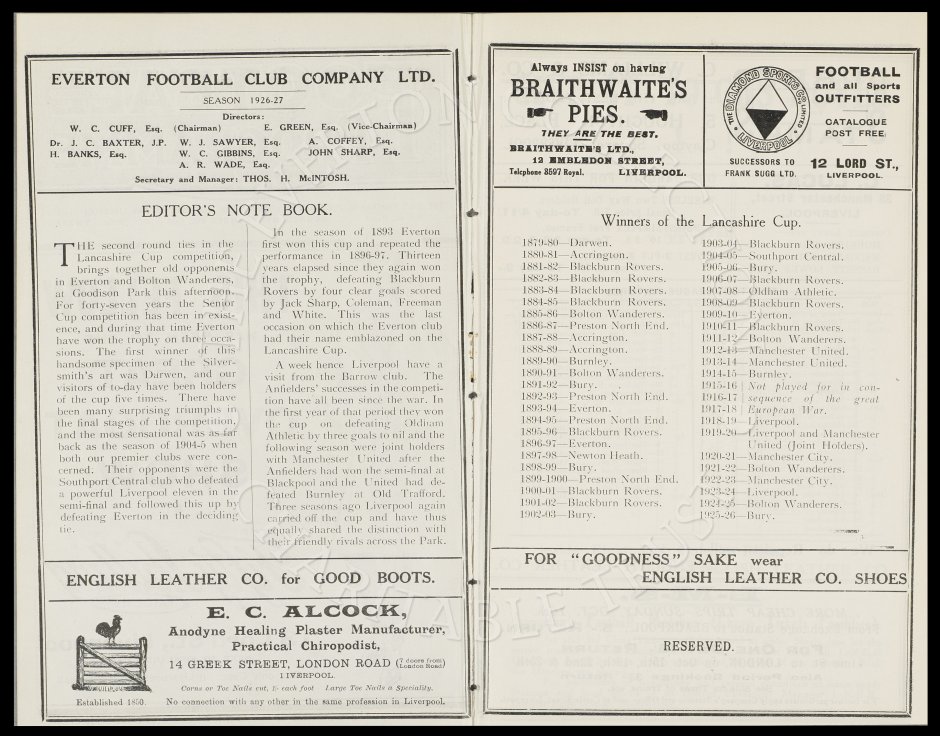 EVERTON FOOTBALL CLUB COMPANY LTD.
SEASON 1926-27
Directors:
W. C. CUFF, Esq. (Chairman) E. GREEN, Esq. (Vice-Chairman)
Dr. J. C. BAXTER, J.P. W. J. SAWYER, Esq. A. COFFEY, Esq.
H. BANKS, Esq. W. C. GIBBINS, Esq. JOHN SHARP, Esq.
A. R. WADE, Esq.
Secretary and Manager: THOS. H. McINTOSH.
EDITOR'S NOTE BOOK.
THE second round ties in the
Lancashire Cup competition,
brings together old opponents
in Everton and Bolton Wanderers,
at Goodison Park this afternoon.
For forty-seven years the Senior
Cup competition has been in exist-
ence, and during that time Everton
have won the trophy on three occa-
sions. The first winner of this
handsome specimen of the Silver-
smith's art was Darwen, and our
visitors of to-day have been holders
of the cup five times. There have
been many surprising triumphs in
the final stages of the competition,
and the most sensational was as far
back as the season of 1904-5 when
both our premier clubs were con-
cerned. Their opponents were the
Southport Central club who defeated
a powerful Liverpool eleven in the
semi-final and followed this up by
defeating Everton in the deciding
tie.
In the season of 1893 Everton
first won this cup and repeated the
performance in 1896-97. Thirteen
years elapsed since they again won
the trophy, defeating Blackburn
Rovers by four clear goals scored
by Jack Sharp, Coleman, Freeman
and White. This was the last
occasion on which the Everton club
had their name emblazoned on the
Lancashire Cup.
A week hence Liverpool have a
visit from the Barrow club. The
Anfielders' successes in the competi-
tion have all been since the war. In
the first year of that period they won
the cup on defeating Oldham
Athletic by three goals to nil and the
following season were joint holders
with Manchester United after the
Anfielders had won the semi-final at
Blackpool and the United had de-
feated Burnley at Old Trafford.
Three seasons ago Liverpool again
carried off the cup and have thus
equally shared the distinction with
their friendly rivals across the Park.
ENGLISH LEATHER CO. for GOOD BOOTS.
E. C. ALCOCK,
Anodyne Healing Plaster Manufacturer,
Practical Chiropodist,
14 GREEK STREET, LONDON ROAD (7 doors from London Road)
LIVERPOOL.
Corns or Toe Nails cut, 1/- each foot Large Toe Nails a Speciality.
Established 1850. No connection with any other in the same profession in Liverpool.
Always INSIST on having
BRAITHWAITE'S
PIES.
THEY ARE THE BEST.
BRAITHWAITE'S LTD.,
12 EMBLEDON STREET,
Telephone 8597 Royal. LIVERPOOL.
THE DIAMOND SPORTS CO. LIMITED
LIVERPOOL
SUCCESSORS TO
FRANK SUGG LTD.
FOOTBALL
and all Sports
OUTFITTERS
CATALOGUE
POST FREE
12 LORD ST.,
LIVERPOOL.
Winners of the Lancashire Cup.
1879-80—Darwen.
1880-81—Accrington.
1881-82—Blackburn Rovers.
1882-83—Blackburn Rovers.
1883-84—Blackburn Rovers.
1884-85—Blackburn Rovers.
1885-86—Bolton Wanderers.
1886-87—Preston North End.
1887-88—Accrington.
1888-89—Accrington.
1889-90—Burnley.
1890-91—Bolton Wanderers.
1891-92—Bury.
1892-93—Preston North End.
1893-94—Everton.
1894-95—Preston North End.
1895-96—Blackburn Rovers.
1896-97—Everton.
1897-98—Newton Heath.
1898-99—Bury.
1899-1900—Preston North End.
1900-01—Blackburn Rovers.
1901-02—Blackburn Rovers.
1902-03—Bury.
1903-04—Blackburn Rovers.
1904-05—Southport Central.
1905-06—Bury.
1906-07—Blackburn Rovers.
1907-08—Oldham Athletic.
1908-09—Blackburn Rovers.
1909-10—Everton.
1910-11—Blackburn Rovers.
1911-12—Bolton Wanderers.
1912-13—Manchester United.
1913-14—Manchester United.
1914-15—Burnley.
1915-16 Not played for in con-
1916-17 sequence of the great
1917-18 European War.
1918-19—Liverpool.
1919-20—Liverpool and Manchester
United (Joint Holders).
1920-21—Manchester City.
1921-22—Bolton Wanderers.
1922-23—Manchester City.
1923-24—Liverpool.
1924-25—Bolton Wanderers.
1925-26—Bury.
FOR "GOODNESS" SAKE wear
ENGLISH LEATHER CO. SHOES
RESERVED.